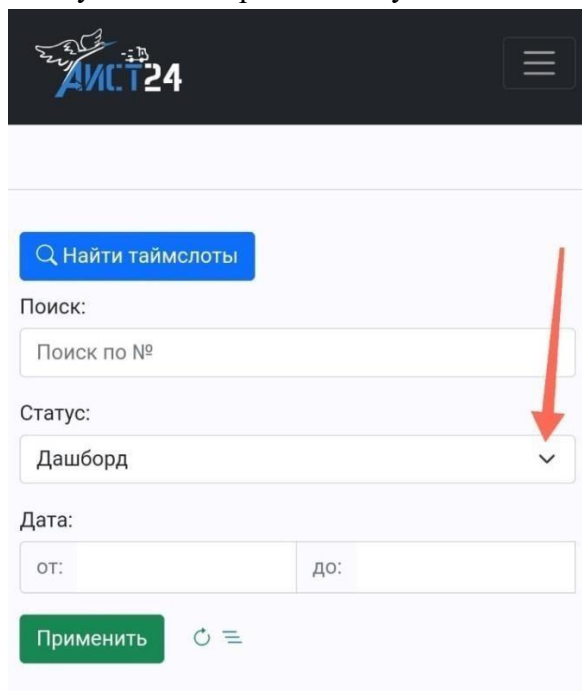 АИСТ24
Найти таймслоты
Поиск:
Поиск по №
Статус:
Дашборд
Дата:
от:
до:
Применить